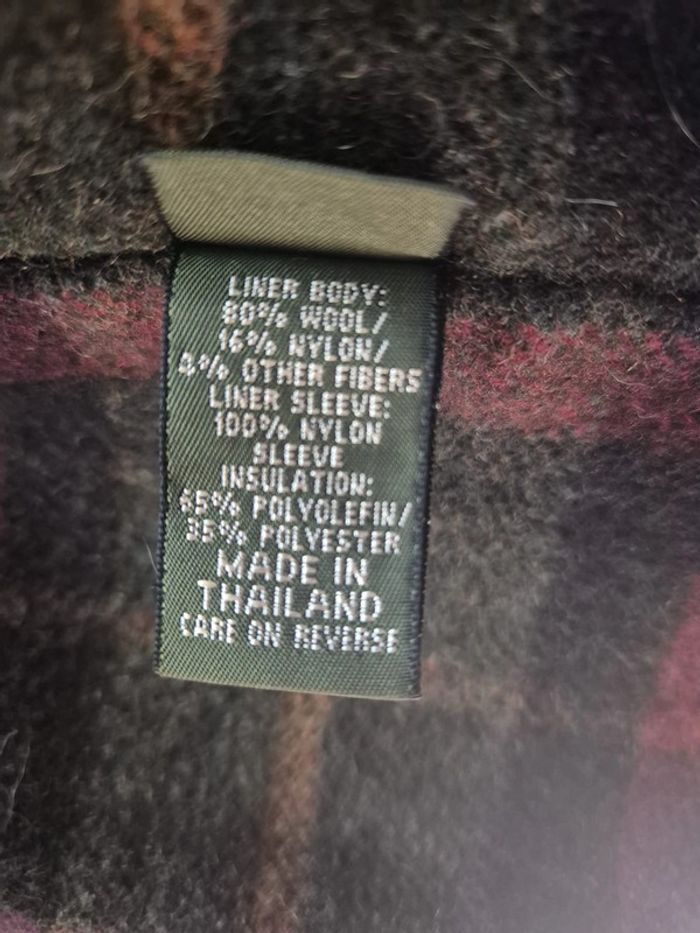 LINER BODY:
80% WOOL/
16% NYLON/
4% OTHER FIBERS
LINER SLEEVE:
100% NYLON
SLEEVE
INSULATION:
65% POLYOLEFIN/
35% POLYESTER
MADE IN
THAILAND
CARE ON REVERSE